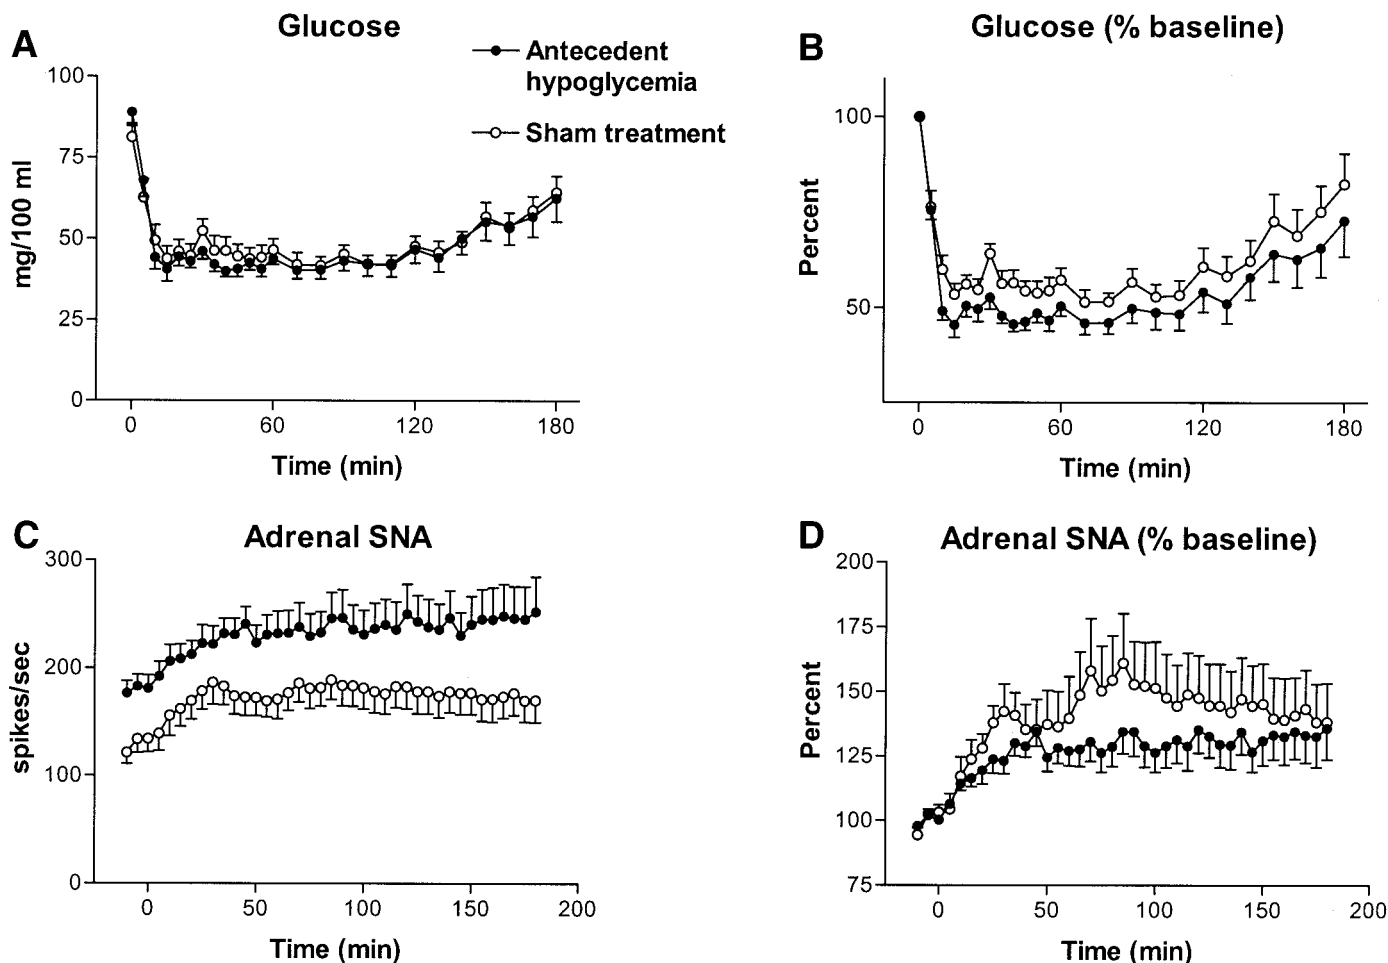 A
Glucose
Antecedent
hypoglycemia
Sham treatment
mg/100 ml
100
75
50
25
0
0 60 120 180
Time (min)
B
Glucose (% baseline)
Percent
100
50
0 60 120 180
Time (min)
C
Adrenal SNA
spikes/sec
300
200
100
0
0 50 100 150 200
Time (min)
D
Adrenal SNA (% baseline)
Percent
200
175
150
125
100
75
0 50 100 150 200
Time (min)